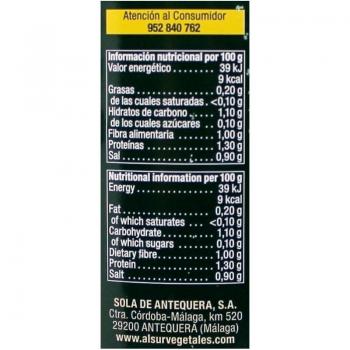 Atención al Consumidor
952 840 762
Información nutricional por 100 g
Valor energético ........ 39 kJ
9 kcal
Grasas .................. 0,20 g
de las cuales saturadas . <0,10 g
Hidratos de carbono ..... 1,10 g
de los cuales azúcares .. 0,10 g
Fibra alimentaria ....... 1,00 g
Proteínas ............... 1,30 g
Sal ..................... 0,90 g
Nutritional information per 100 g
Energy .................. 39 kJ
9 kcal
Fat ..................... 0,20 g
of which saturates ...... <0,10 g
Carbohydrate ............ 1,10 g
of which sugars ......... 0,10 g
Dietary fibre ........... 1,00 g
Protein ................. 1,30 g
Salt .................... 0,90 g
SOLA DE ANTEQUERA, S.A.
Ctra. Córdoba-Málaga, km 520
29200 ANTEQUERA (Málaga)
www.alsurvegetales.com